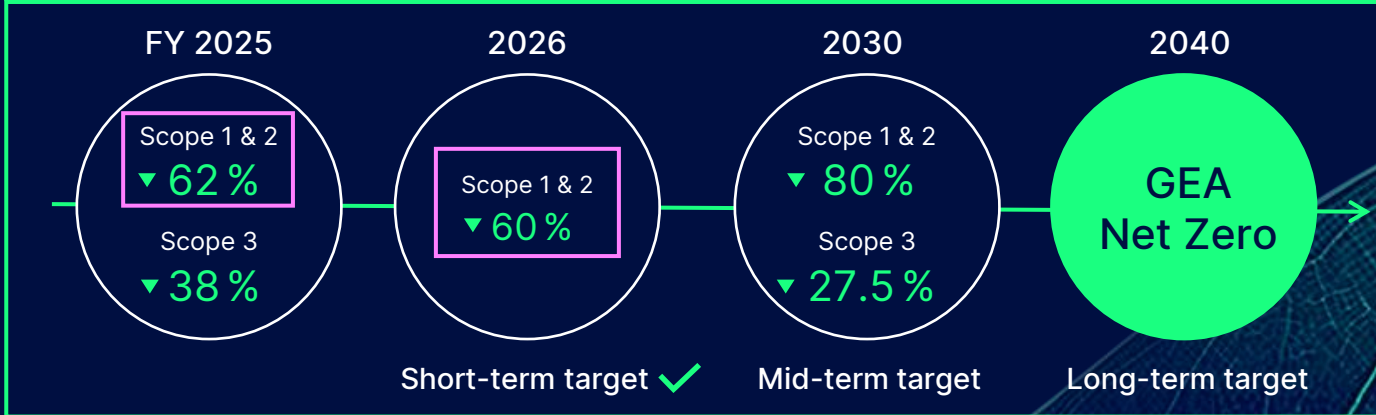 FY 2025
Scope 1 & 2
▼ 62 %
Scope 3
▼ 38 %
2026
Scope 1 & 2
▼ 60 %
Short-term target ✓
2030
Scope 1 & 2
▼ 80 %
Scope 3
▼ 27.5 %
Mid-term target
2040
GEA
Net Zero
Long-term target